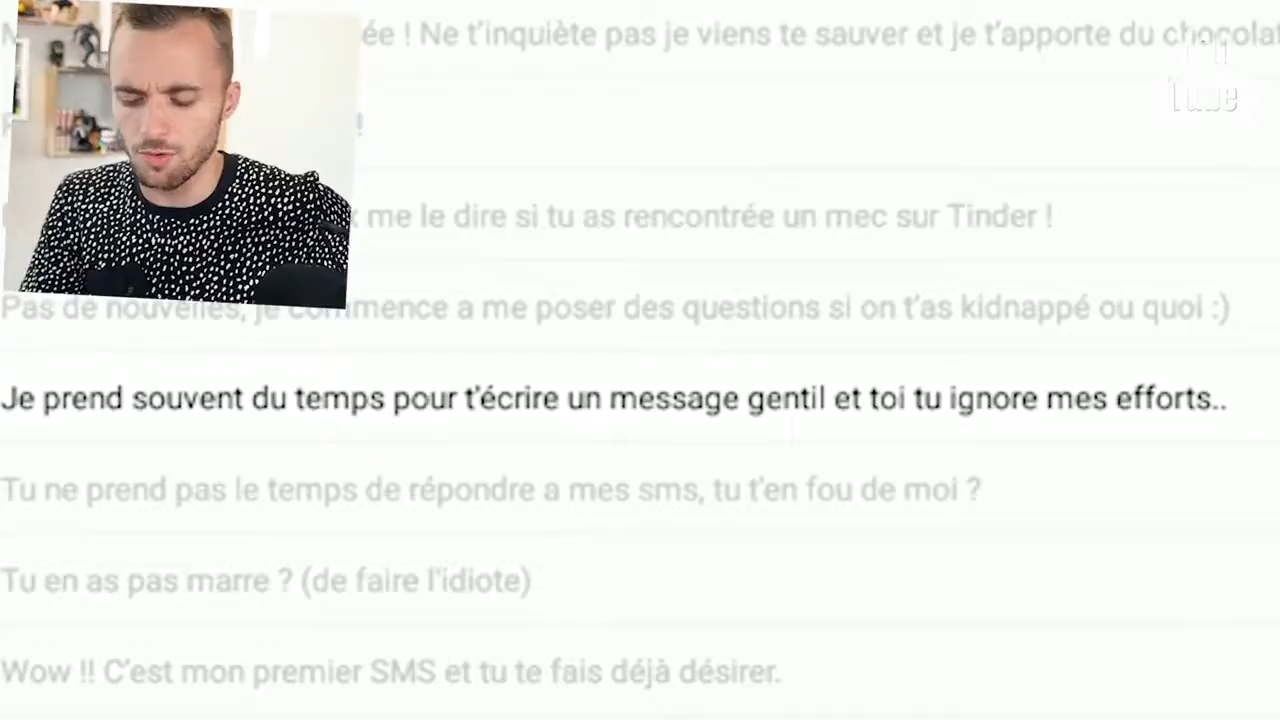 ée ! Ne t’inquiète pas je viens te sauver et je t’apporte du chocolat
Tube
!
me le dire si tu as rencontrée un mec sur Tinder !
Pas de nouvelles, je commence a me poser des questions si on t’as kidnappé ou quoi :)
Je prend souvent du temps pour t’écrire un message gentil et toi tu ignore mes efforts..
Tu ne prend pas le temps de répondre a mes sms, tu t’en fou de moi ?
Tu en as pas marre ? (de faire l'idiote)
Wow !! C’est mon premier SMS et tu te fais déjà désirer.